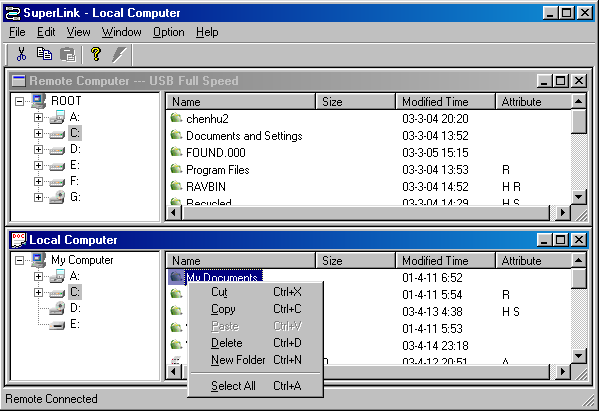 SuperLink - Local Computer
File Edit View Window Option Help
Remote Computer --- USB Full Speed
ROOT
A:
C:
D:
E:
F:
G:
Name Size Modified Time Attribute
chenhu2 03-3-04 20:20
Documents and Settings 03-3-04 13:52
FOUND.000 03-3-05 15:15
Program Files 03-3-04 13:53 R
RAVBIN 03-3-04 14:52 H R
Recycled 03-3-04 14:29 H S
Local Computer
My Computer
A:
C:
D:
E:
Name Size Modified Time Attribute
My Documents 01-4-11 6:52
01-4-11 5:54 R
03-4-13 4:38 H S
01-4-11 5:53
03-4-14 23:18
03-4-12 20:51 A
Cut Ctrl+X
Copy Ctrl+C
Paste Ctrl+V
Delete Ctrl+D
New Folder Ctrl+N
Select All Ctrl+A
Remote Connected